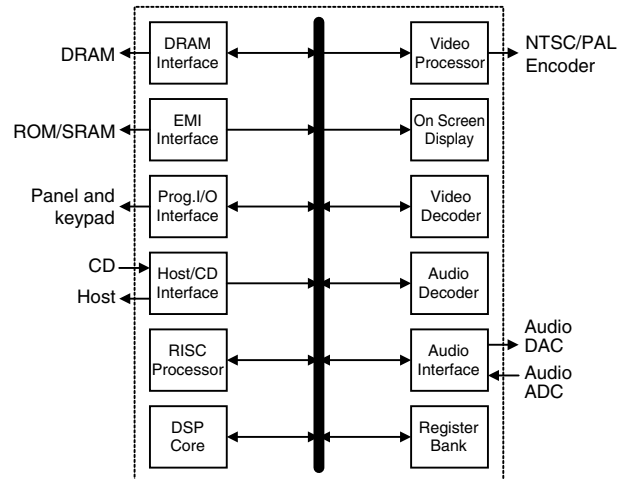 DRAM
DRAM
Interface
Video
Processor
NTSC/PAL
Encoder
ROM/SRAM
EMI
Interface
On Screen
Display
Panel and
keypad
Prog.I/O
Interface
Video
Decoder
CD
Host
Host/CD
Interface
Audio
Decoder
RISC
Processor
Audio
Interface
Audio
DAC
Audio
ADC
DSP
Core
Register
Bank